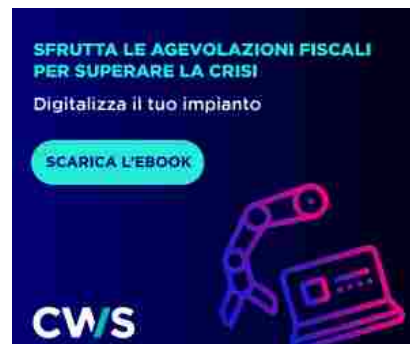 SFRUTTA LE AGEVOLAZIONI FISCALI
PER SUPERARE LA CRISI
Digitalizza il tuo impianto
SCARICA L'EBOOK
CWS